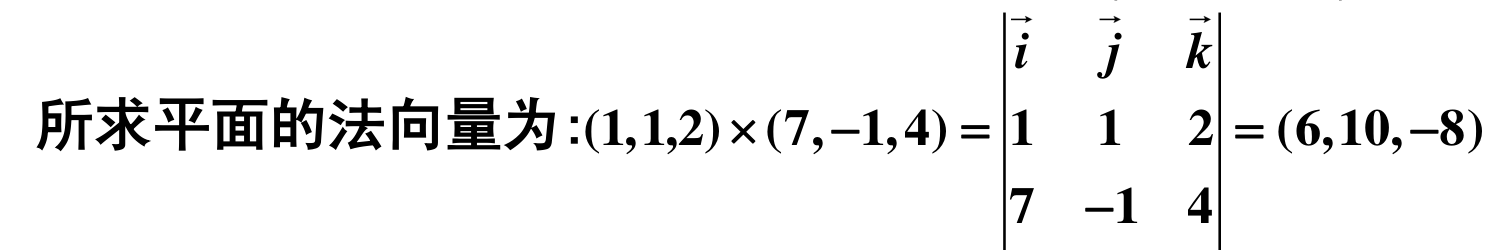 所求平面的法向量为:(1,1,2)×(7,−1,4) = | i⃗ j⃗ k⃗ | = (6,10,−8)
1 1 2
7 −1 4